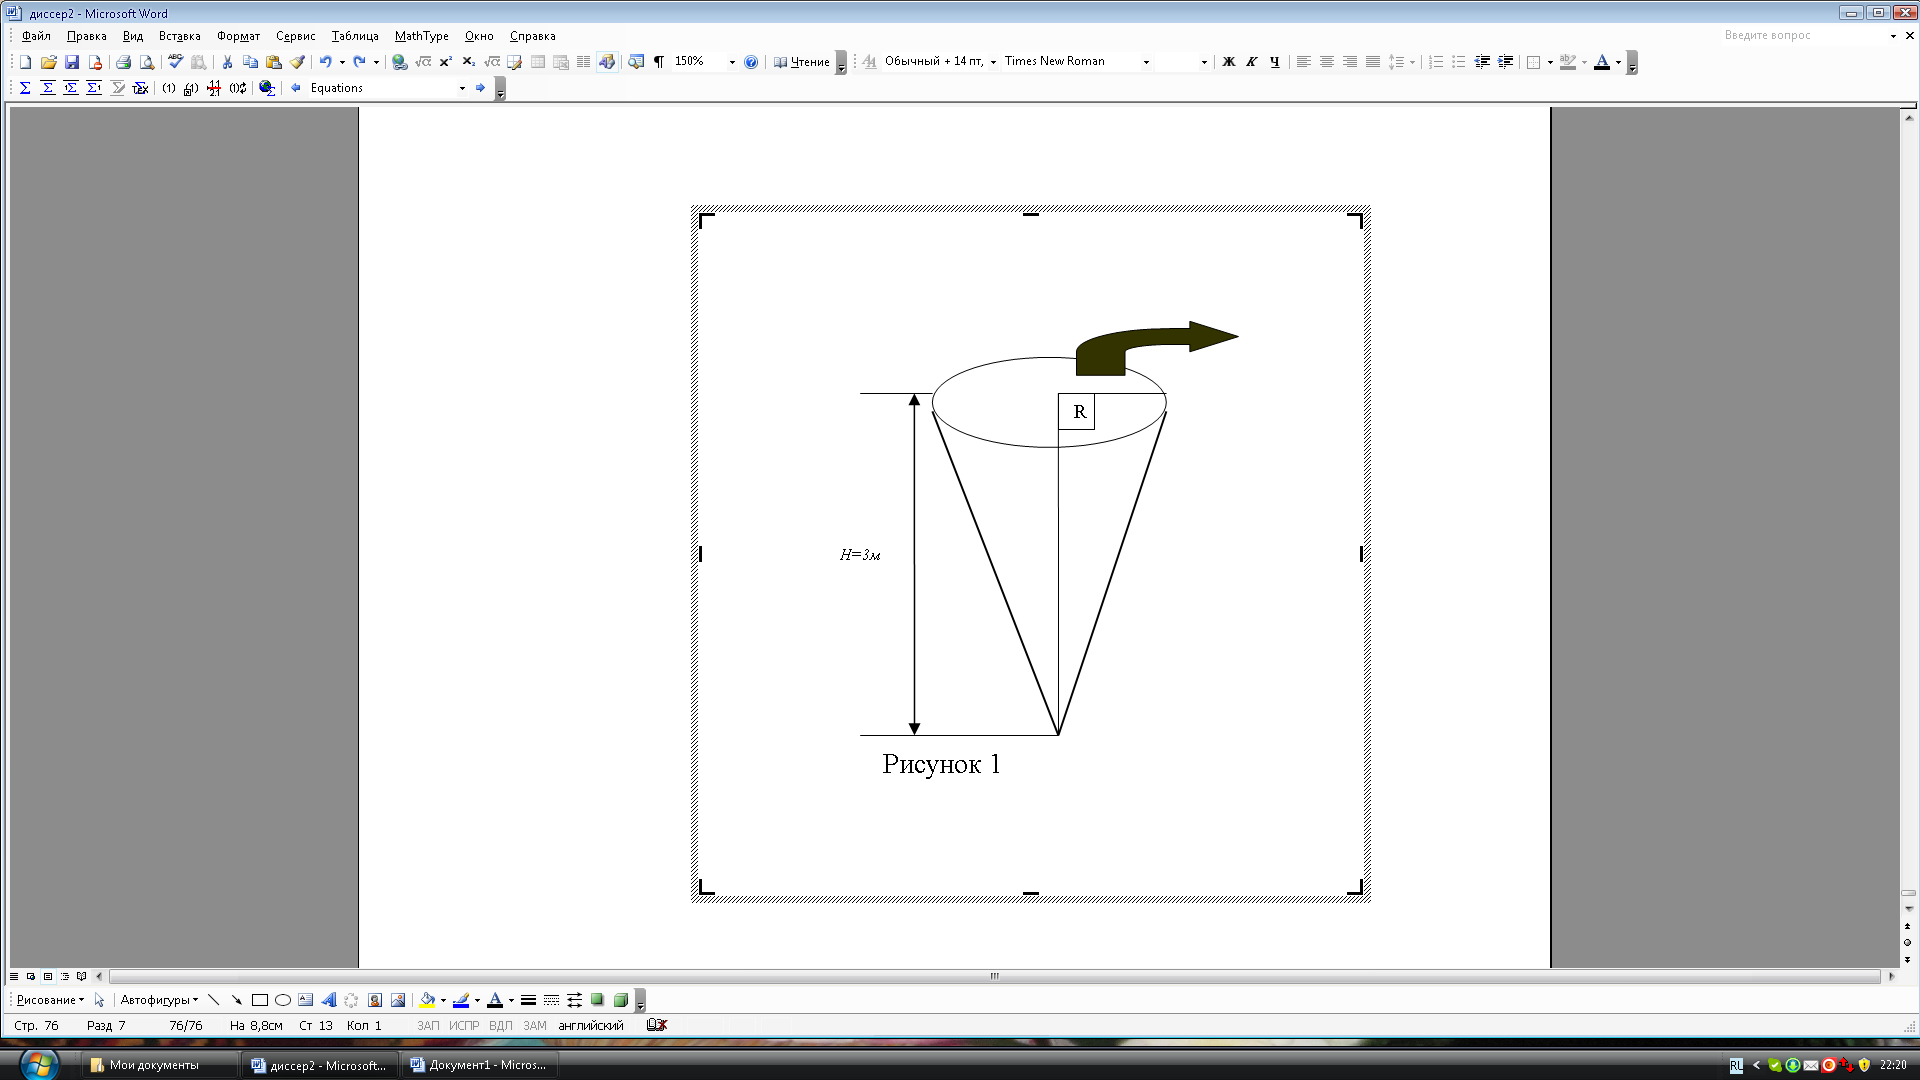 диссер2 - Microsoft Word
Файл Правка Вид Вставка Формат Сервис Таблица MathType Окно Справка Введите вопрос
150% Чтение Обычный + 14 пт, Times New Roman Ж К Ч
Equations
R
H=3м
Рисунок 1
Рисование Автофигуры
Стр. 76 Разд 7 76/76 На 8,8см Ст 13 Кол 1 ЗАП ИСПР ВДЛ ЗАМ английский
Мои документы диссер2 - Microsoft... Документ1 - Micros... RL 22:20